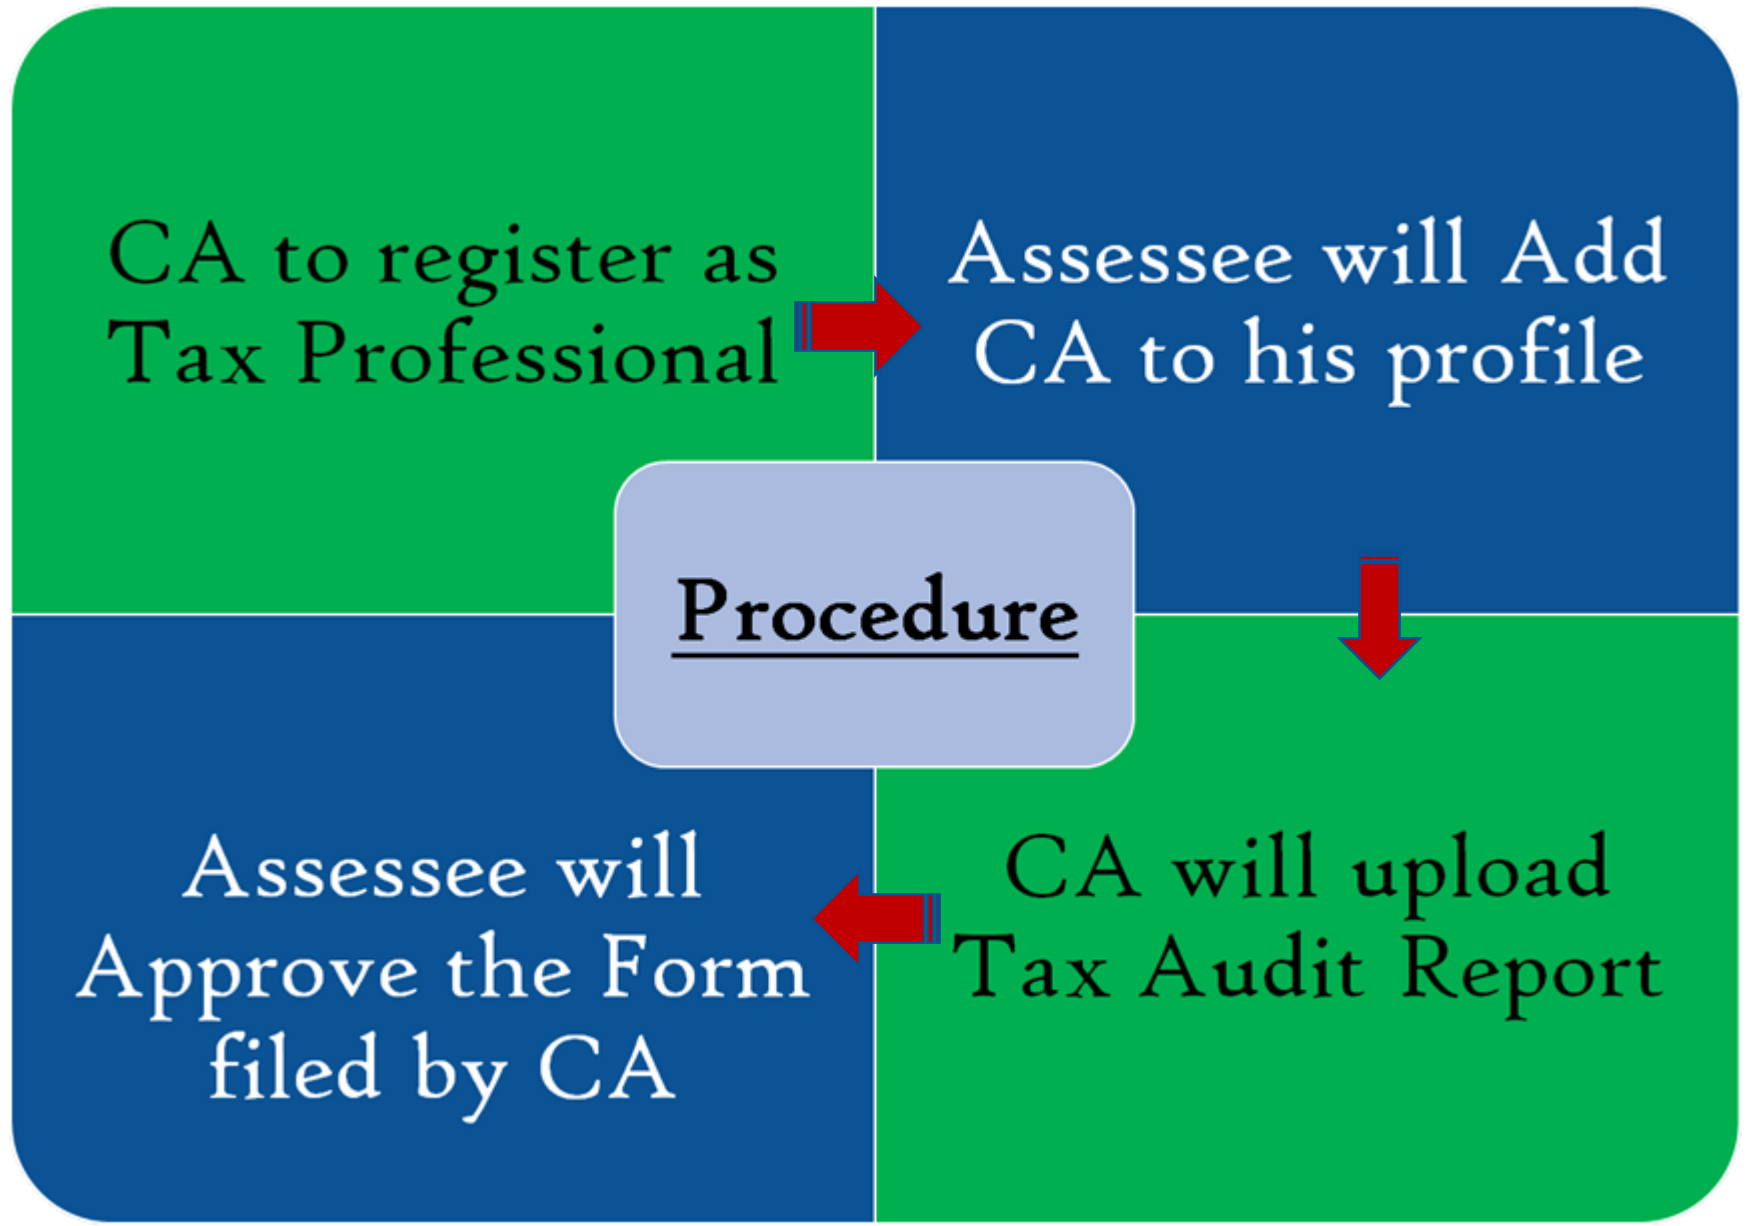 CA to register as
Tax Professional
Assessee will Add
CA to his profile
Procedure
Assessee will
Approve the Form
filed by CA
CA will upload
Tax Audit Report